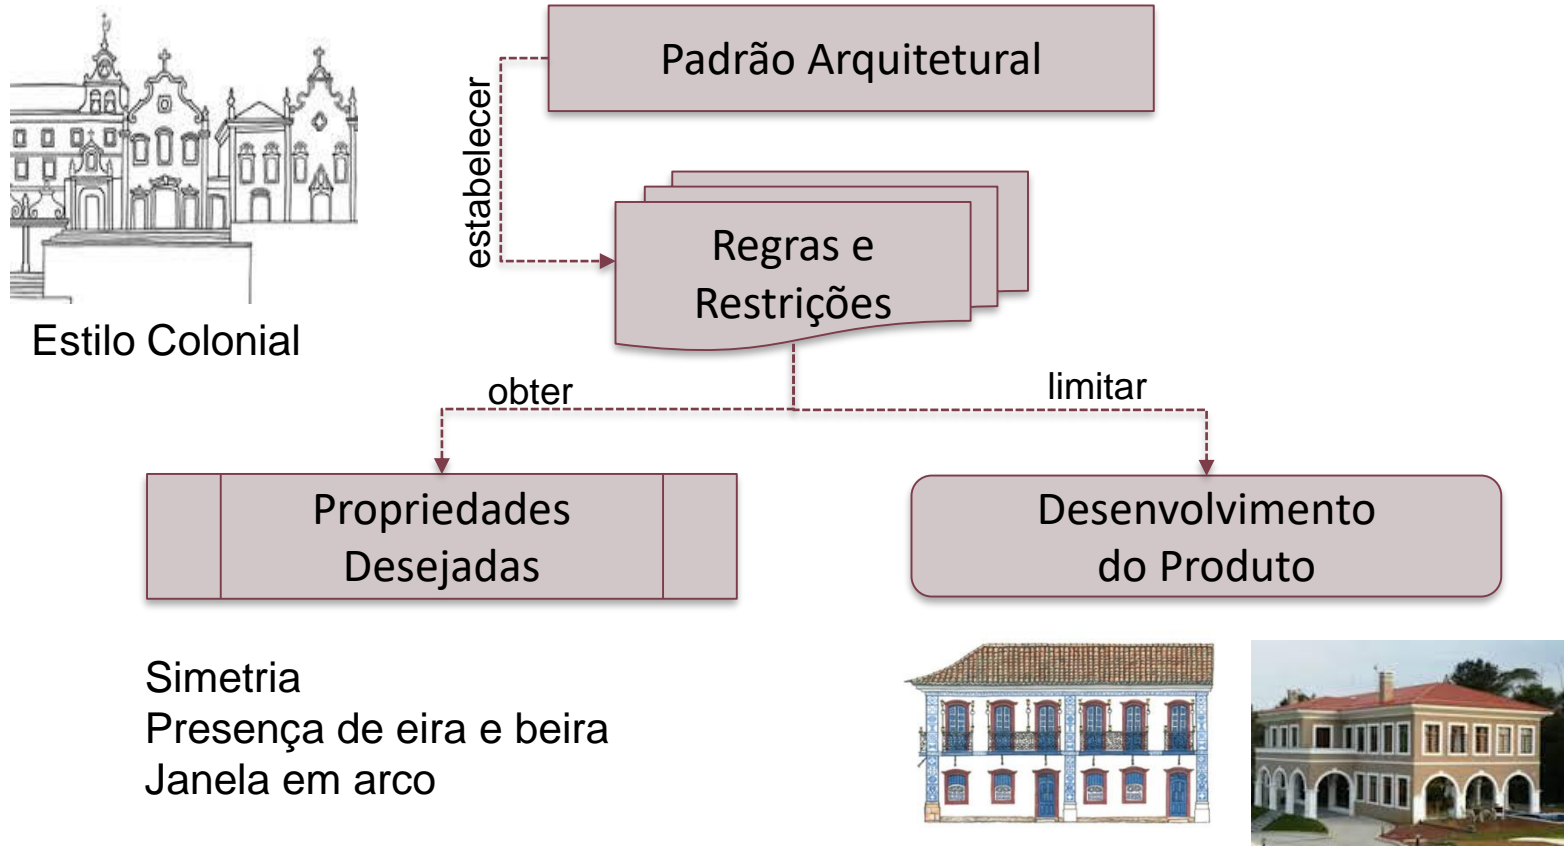 Padrão Arquitetural
estabelecer
Regras e
Restrições
Estilo Colonial
obter
limitar
Propriedades
Desejadas
Desenvolvimento
do Produto
Simetria
Presença de eira e beira
Janela em arco